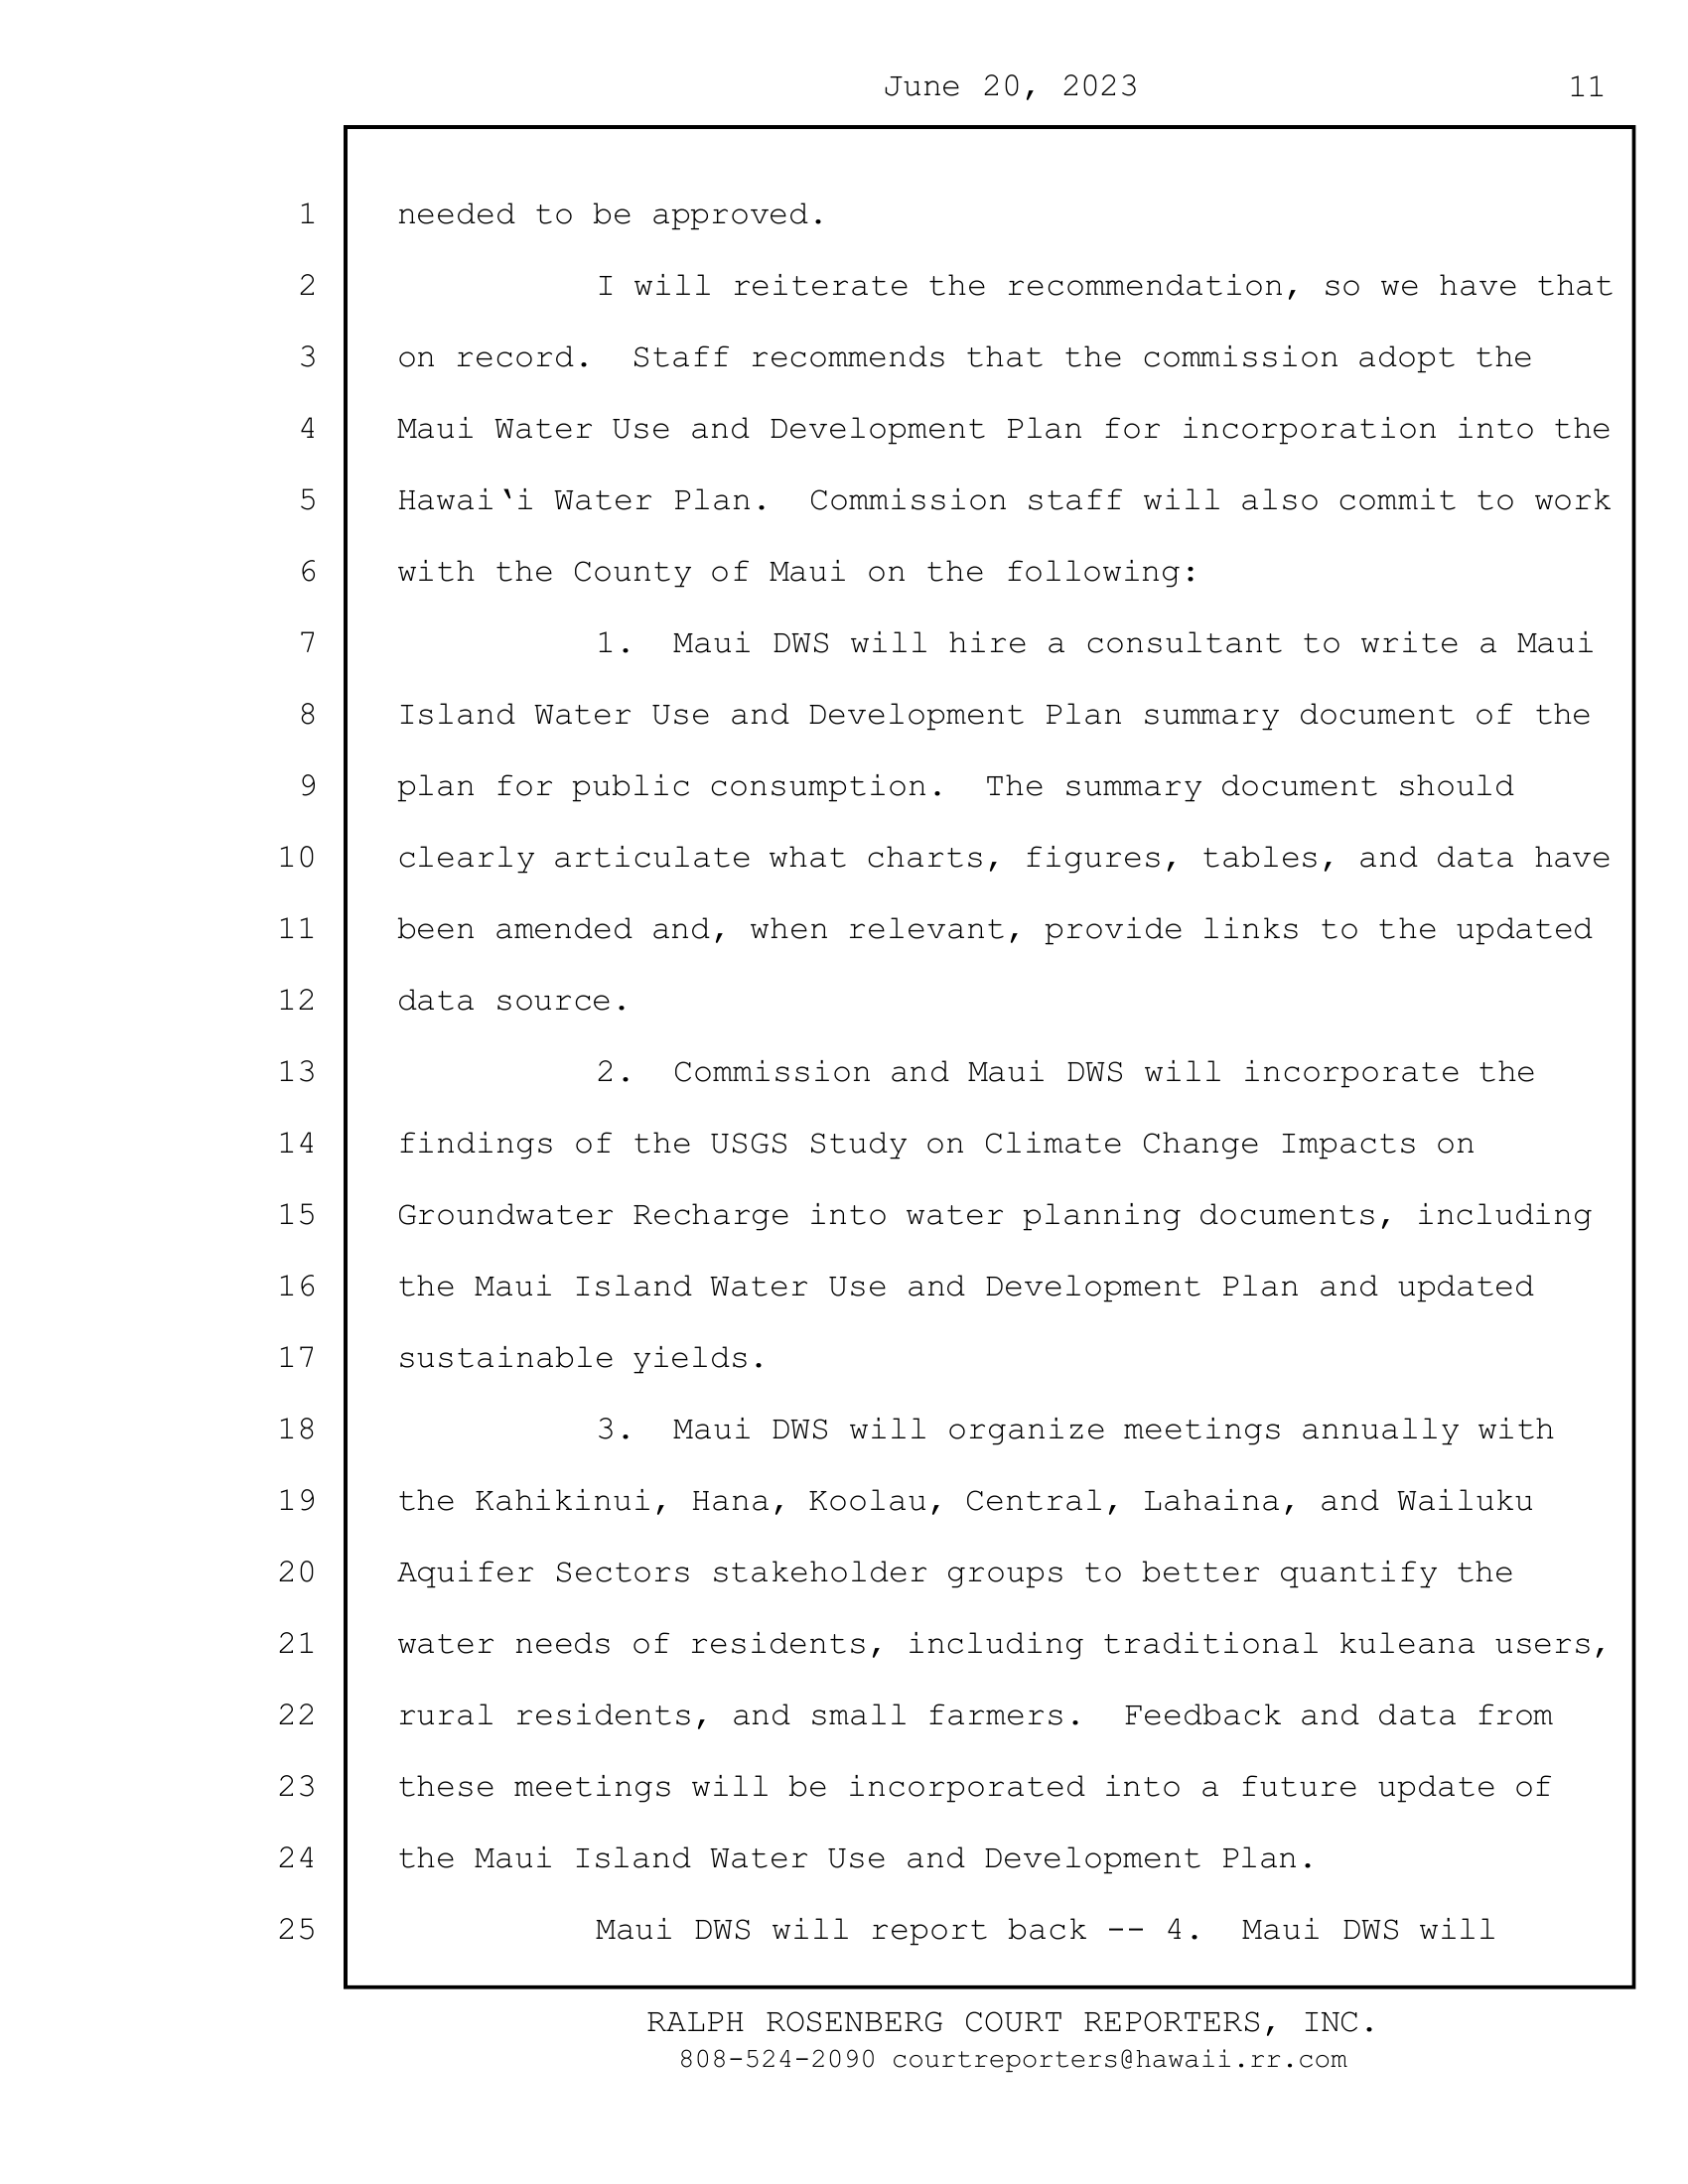 June 20, 2023 11
1 needed to be approved.
2 I will reiterate the recommendation, so we have that
3 on record.  Staff recommends that the commission adopt the
4 Maui Water Use and Development Plan for incorporation into the
5 Hawai‛i Water Plan.  Commission staff will also commit to work
6 with the County of Maui on the following:
7 1.  Maui DWS will hire a consultant to write a Maui
8 Island Water Use and Development Plan summary document of the
9 plan for public consumption.  The summary document should
10 clearly articulate what charts, figures, tables, and data have
11 been amended and, when relevant, provide links to the updated
12 data source.
13 2.  Commission and Maui DWS will incorporate the
14 findings of the USGS Study on Climate Change Impacts on
15 Groundwater Recharge into water planning documents, including
16 the Maui Island Water Use and Development Plan and updated
17 sustainable yields.
18 3.  Maui DWS will organize meetings annually with
19 the Kahikinui, Hana, Koolau, Central, Lahaina, and Wailuku
20 Aquifer Sectors stakeholder groups to better quantify the
21 water needs of residents, including traditional kuleana users,
22 rural residents, and small farmers.  Feedback and data from
23 these meetings will be incorporated into a future update of
24 the Maui Island Water Use and Development Plan.
25 Maui DWS will report back -- 4.  Maui DWS will
RALPH ROSENBERG COURT REPORTERS, INC.
808-524-2090 courtreporters@hawaii.rr.com